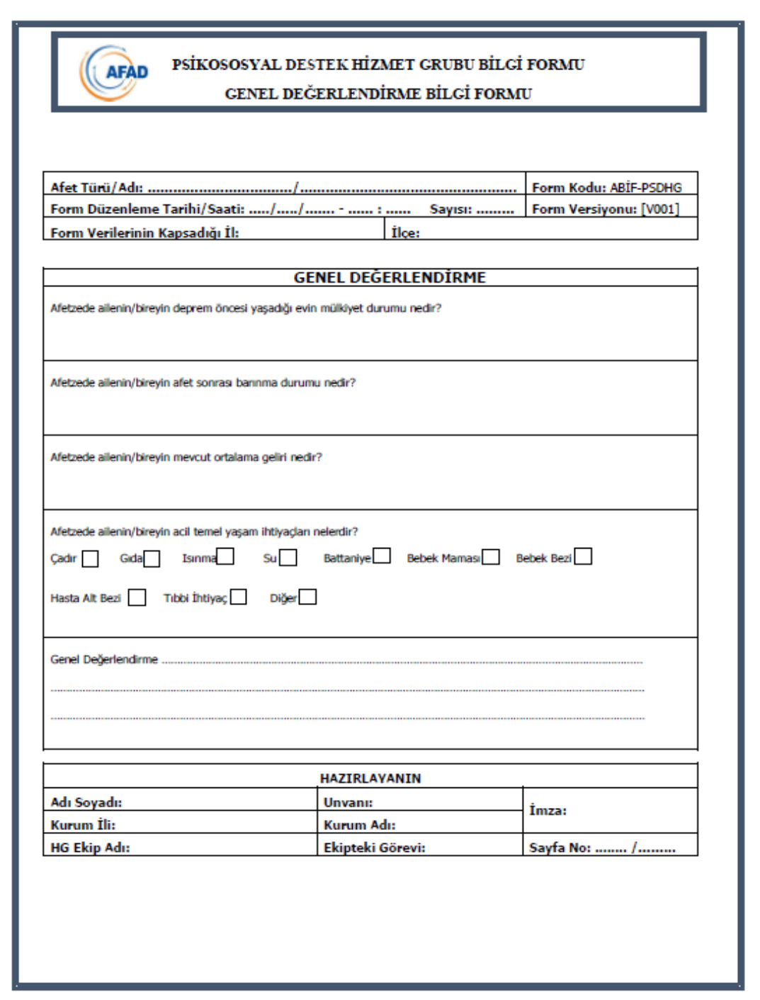 AFAD
PSİKOSOSYAL DESTEK HİZMET GRUBU BİLGİ FORMU
GENEL DEĞERLENDİRME BİLGİ FORMU
Afet Türü/Adı: ................................../................................................... Form Kodu: ABİF-PSDHG
Form Düzenleme Tarihi/Saati: ...../...../....... - ...... : ...... Sayısı: ......... Form Versiyonu: [V001]
Form Verilerinin Kapsadığı İl: İlçe:
GENEL DEĞERLENDİRME
Afetzede ailenin/bireyin deprem öncesi yaşadığı evin mülkiyet durumu nedir?
Afetzede ailenin/bireyin afet sonrası barınma durumu nedir?
Afetzede ailenin/bireyin mevcut ortalama geliri nedir?
Afetzede ailenin/bireyin acil temel yaşam ihtiyaçları nelerdir?
Çadır Gıda Isınma Su Battaniye Bebek Maması Bebek Bezi
Hasta Alt Bezi Tıbbi İhtiyaç Diğer
Genel Değerlendirme ................................................................
................................................................
................................................................
HAZIRLAYANIN
Adı Soyadı: Unvanı: İmza:
Kurum İli: Kurum Adı:
HG Ekip Adı: Ekipteki Görevi: Sayfa No: ........ /.........